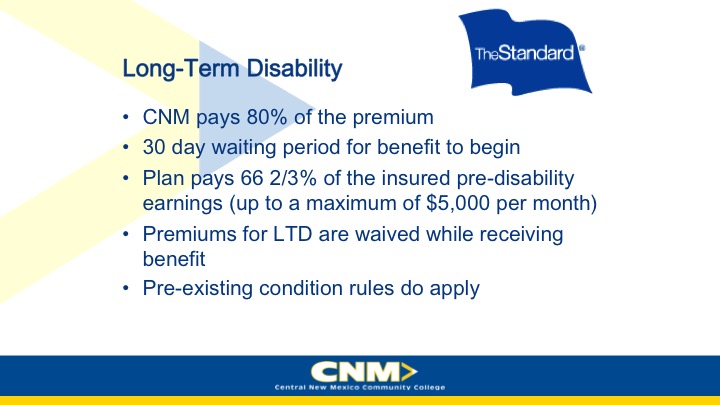 TheStandard
Long-Term Disability
• CNM pays 80% of the premium
• 30 day waiting period for benefit to begin
• Plan pays 66 2/3% of the insured pre-disability
earnings (up to a maximum of $5,000 per month)
• Premiums for LTD are waived while receiving
benefit
• Pre-existing condition rules do apply
CNM
Central New Mexico Community College